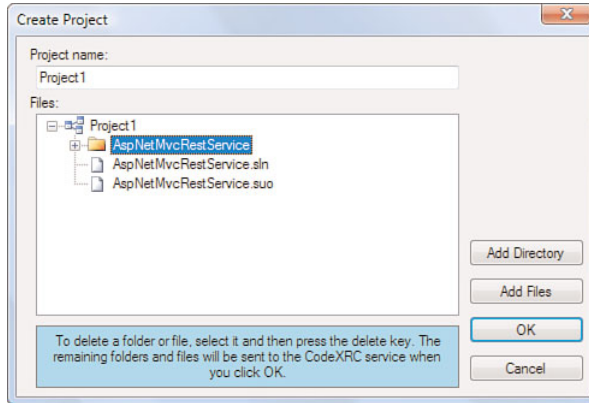 Create Project
Project name:
Project1
Files:
Project1
AspNetMvcRestService
AspNetMvcRestService.sln
AspNetMvcRestService.suo
Add Directory
Add Files
OK
Cancel
To delete a folder or file, select it and then press the delete key. The
remaining folders and files will be sent to the CodeXRC service when
you click OK.